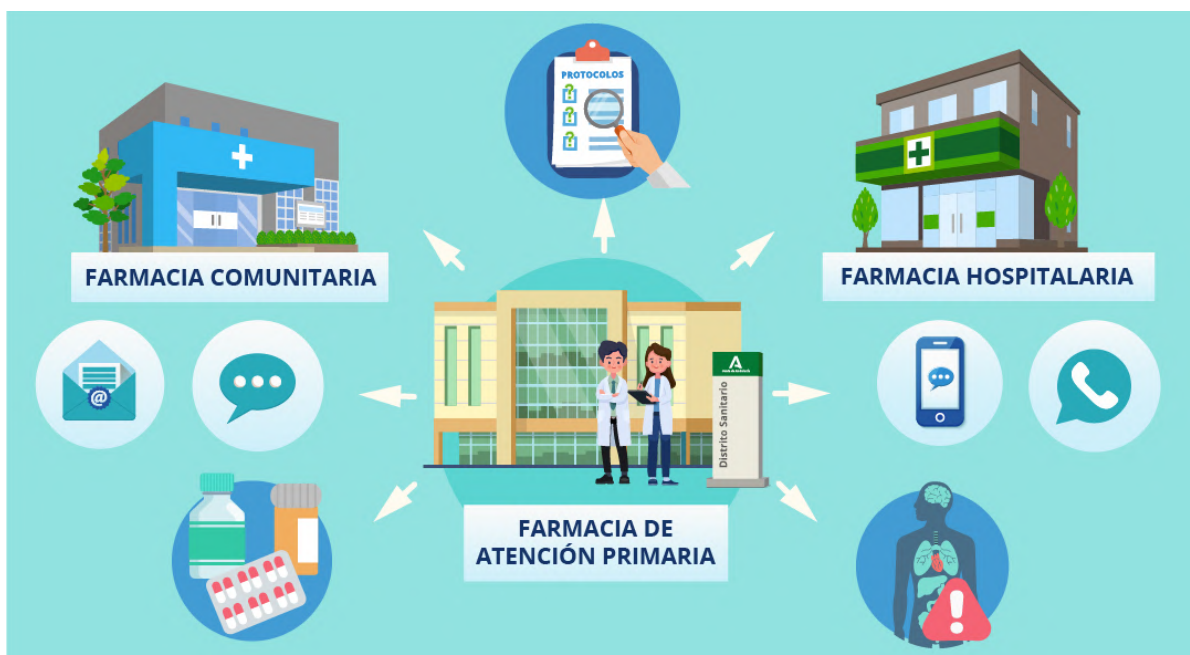 PROTOCOLOS
?
?
?
FARMACIA COMUNITARIA
FARMACIA HOSPITALARIA
@
A
Distrito Sanitario
FARMACIA DE
ATENCIÓN PRIMARIA
!